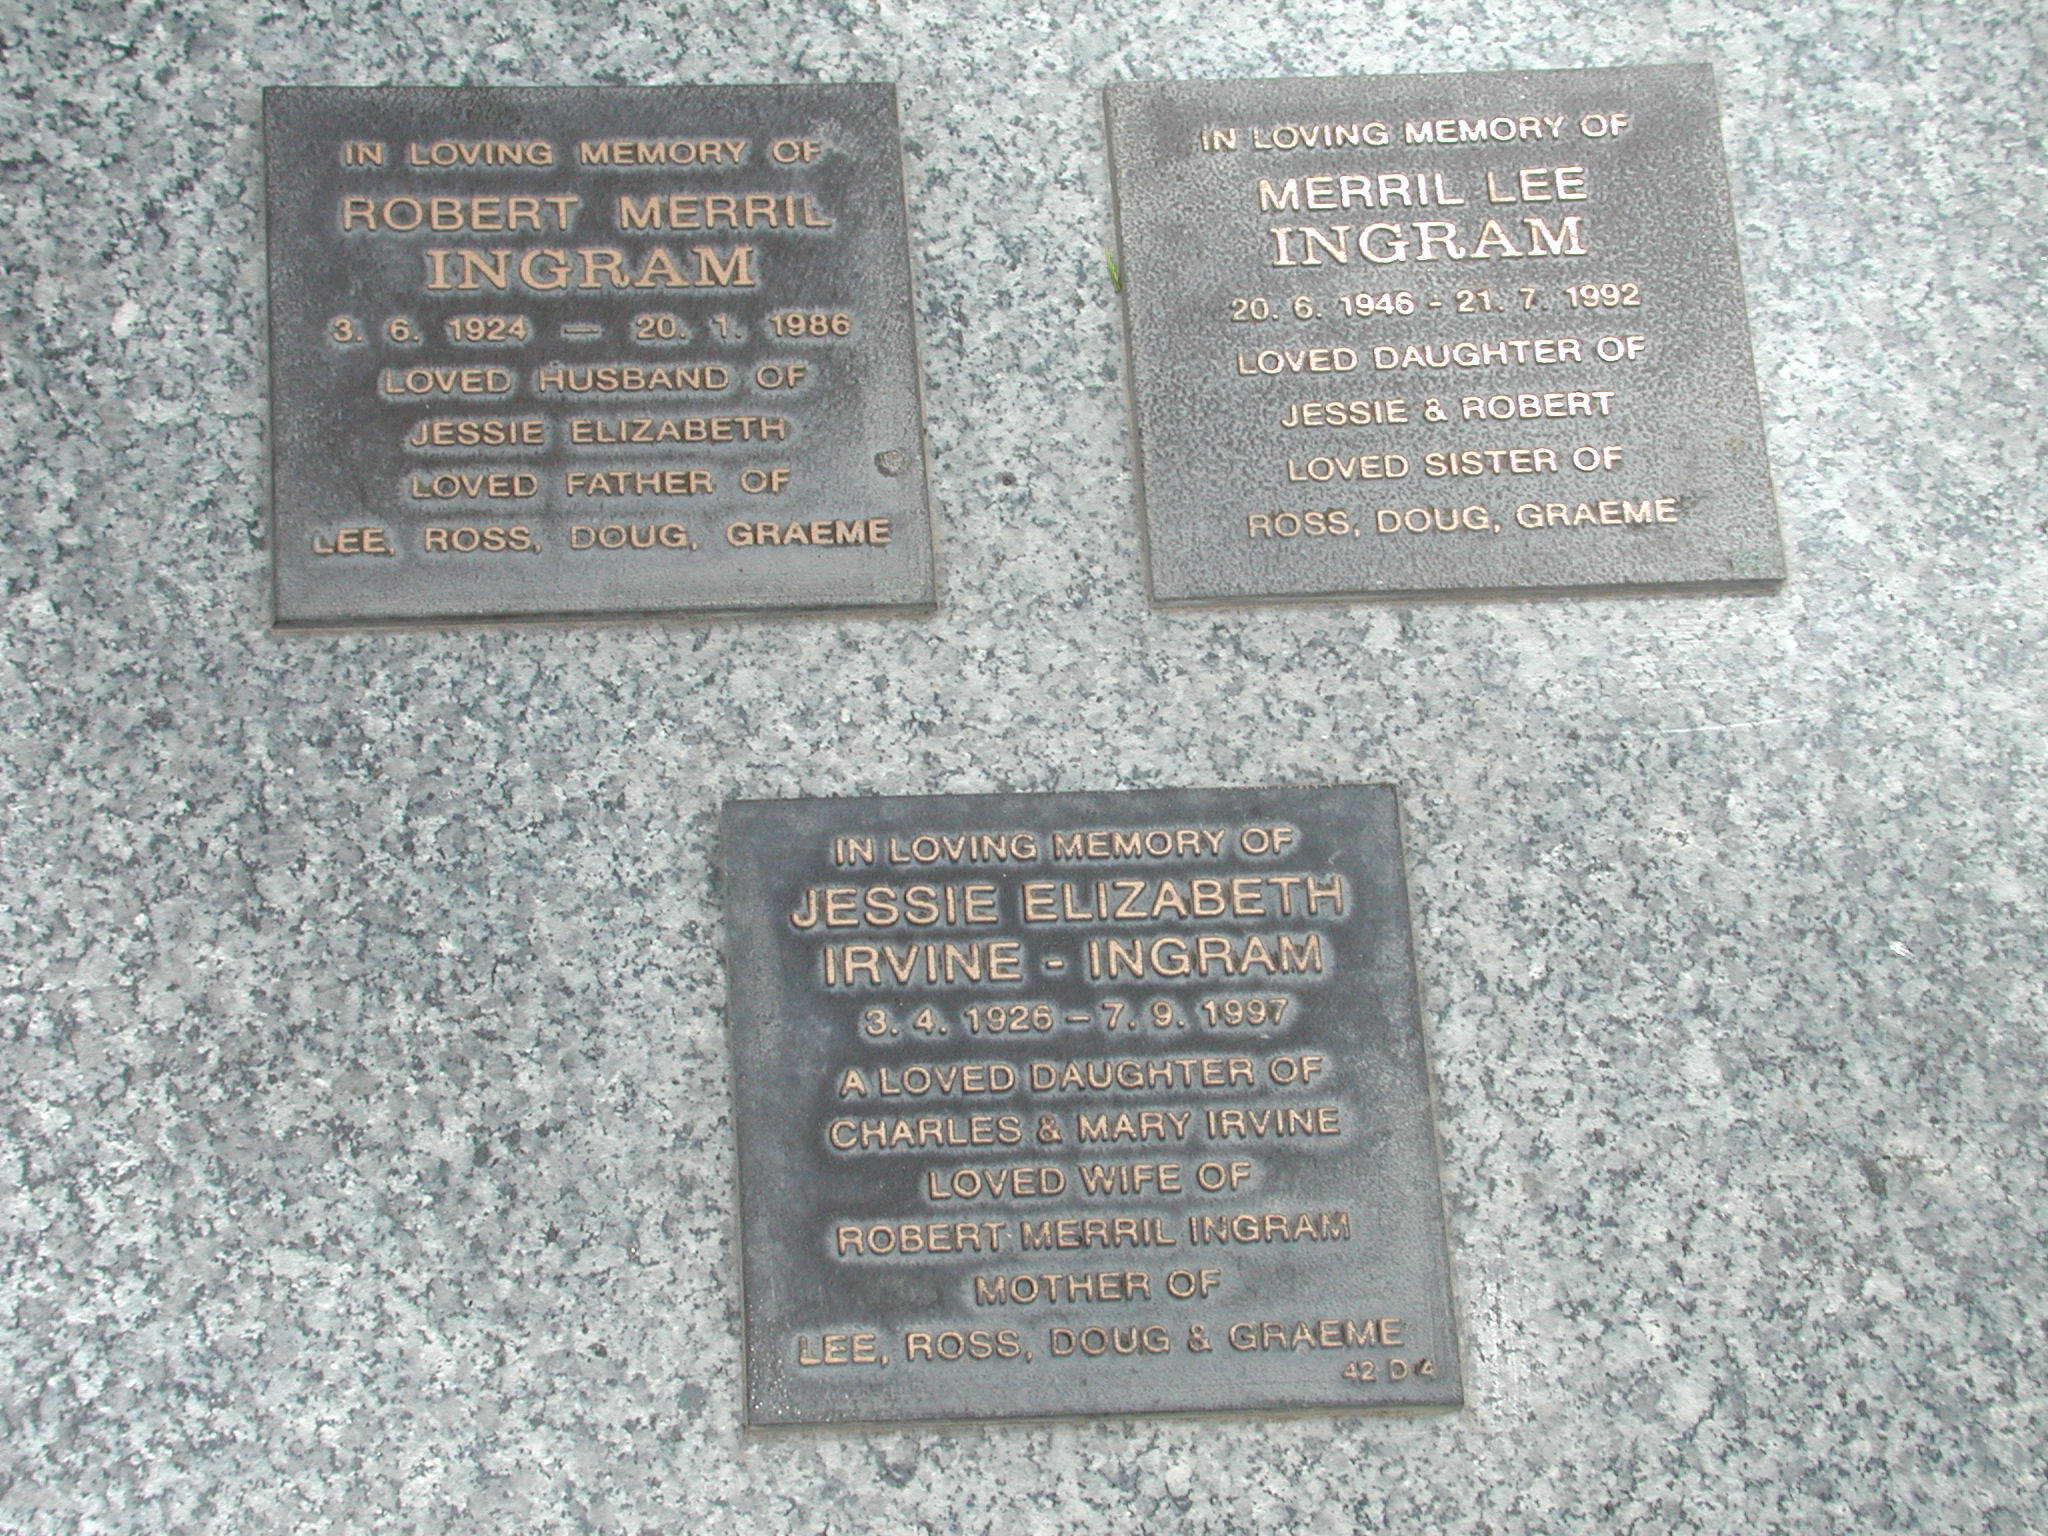 IN LOVING MEMORY OF
ROBERT MERRIL
INGRAM
3. 6. 1924 — 20. 1. 1986
LOVED HUSBAND OF
JESSIE ELIZABETH
LOVED FATHER OF
LEE, ROSS, DOUG, GRAEME
IN LOVING MEMORY OF
MERRIL LEE
INGRAM
20. 6. 1946 - 21. 7. 1992
LOVED DAUGHTER OF
JESSIE & ROBERT
LOVED SISTER OF
ROSS, DOUG, GRAEME
IN LOVING MEMORY OF
JESSIE ELIZABETH
IRVINE - INGRAM
3. 4. 1926 – 7. 9. 1997
A LOVED DAUGHTER OF
CHARLES & MARY IRVINE
LOVED WIFE OF
ROBERT MERRIL INGRAM
MOTHER OF
LEE, ROSS, DOUG & GRAEME
42 D 4